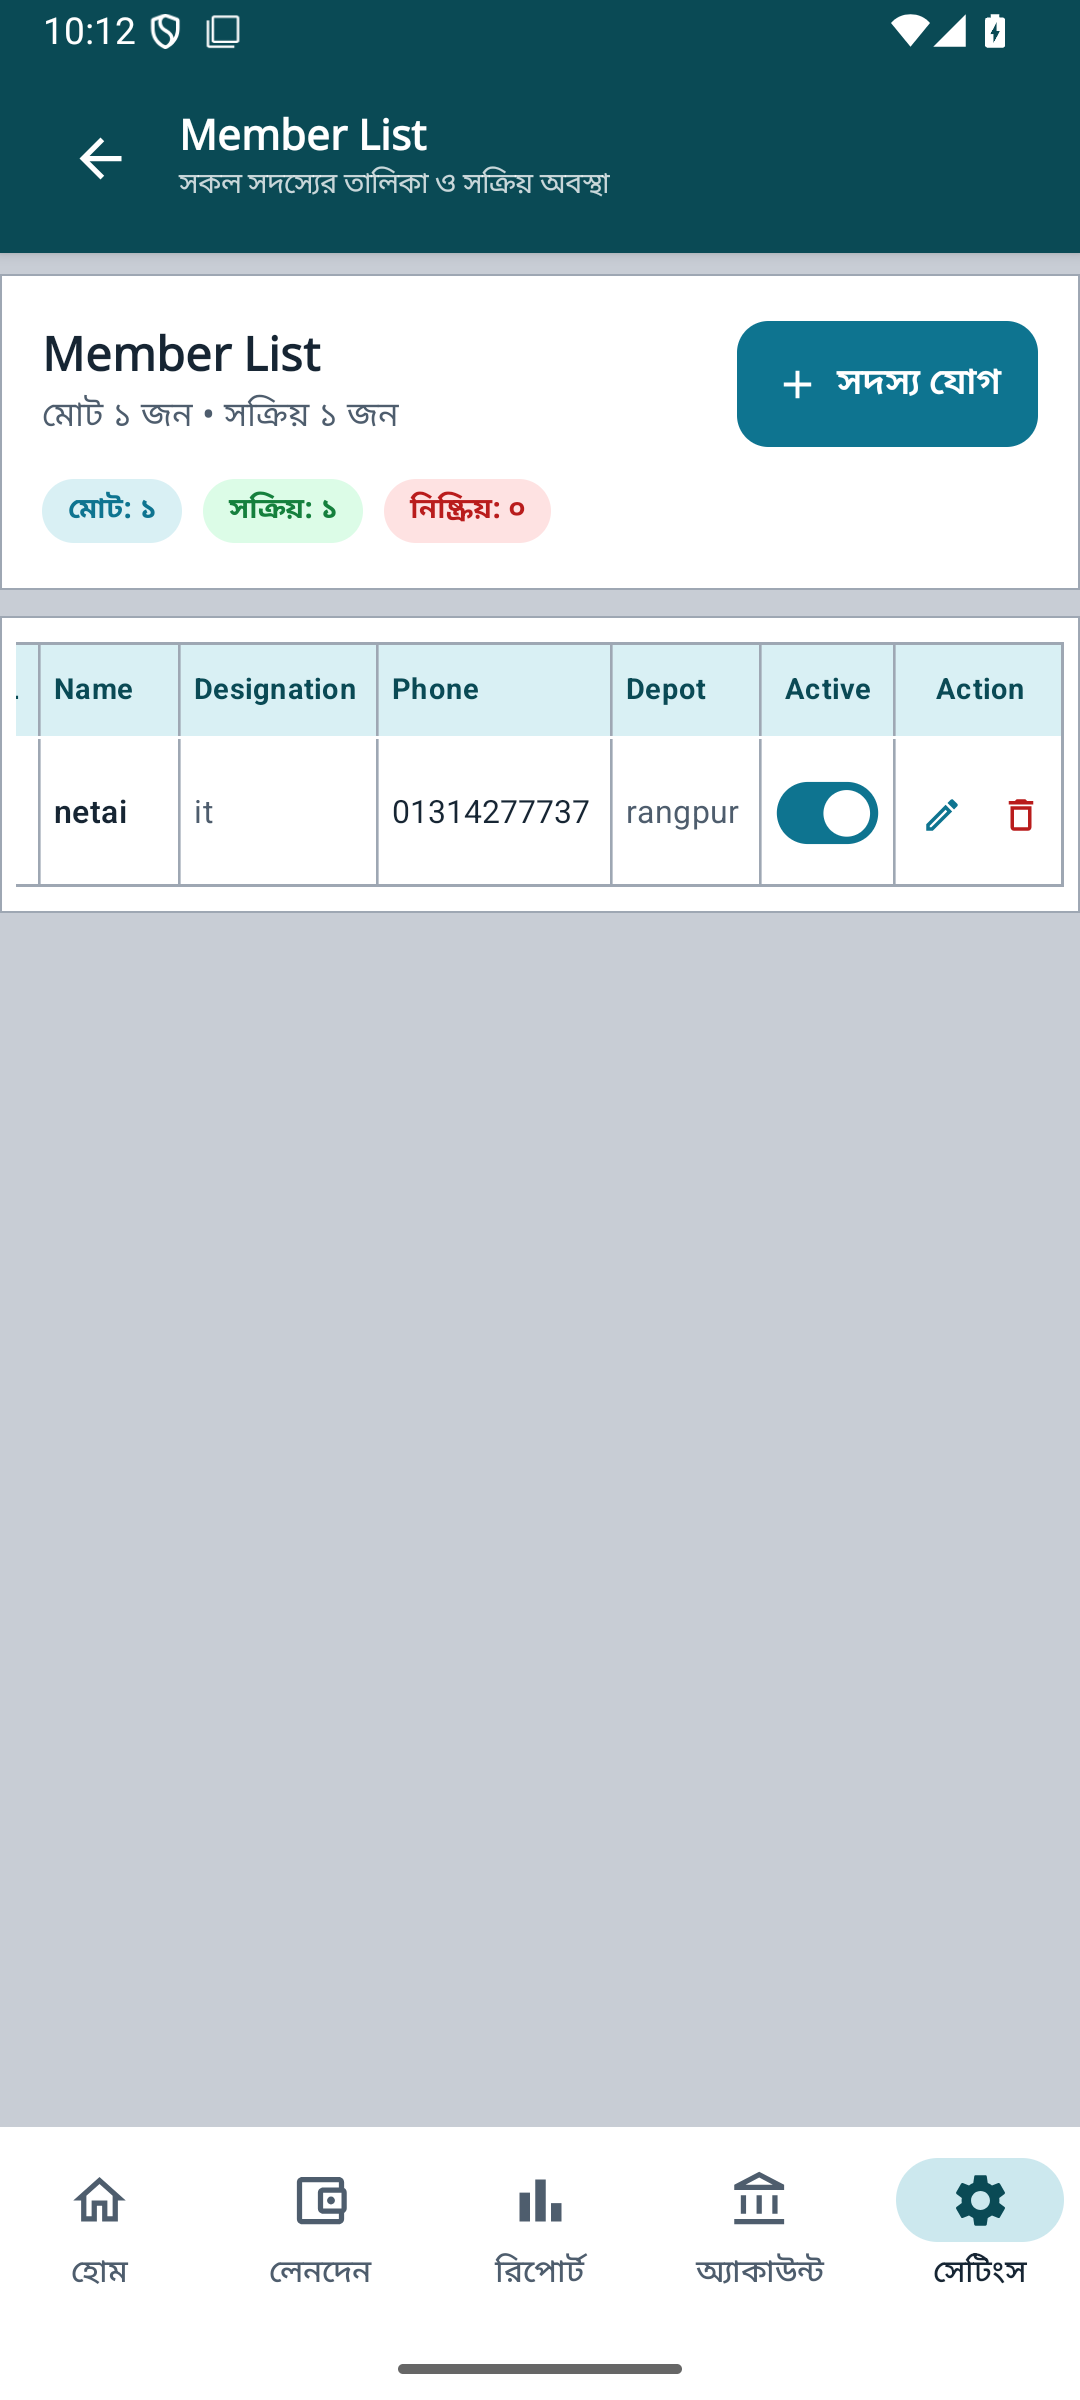 10:12
Member List
সকল সদস্যের তালিকা ও সক্রিয় অবস্থা
Member List
মোট ১ জন • সক্রিয় ১ জন
+ সদস্য যোগ
মোট: ১ সক্রিয়: ১ নিষ্ক্রিয়: ০
Name Designation Phone Depot Active Action
netai it 01314277737 rangpur
হোম লেনদেন রিপোর্ট অ্যাকাউন্ট সেটিংস